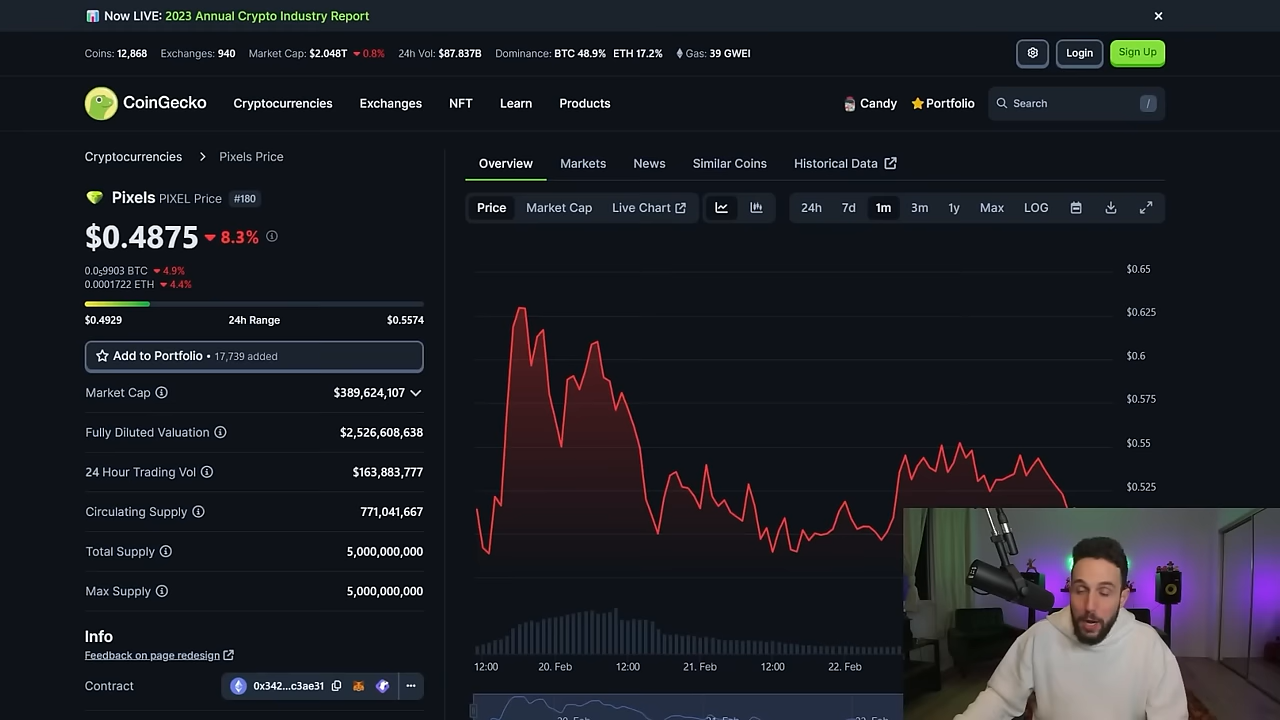 Now LIVE: 2023 Annual Crypto Industry Report
Coins: 12,868 Exchanges: 940 Market Cap: $2.048T 0.8% 24h Vol: $87.837B Dominance: BTC 48.9% ETH 17.2% Gas: 39 GWEI
Login
Sign Up
CoinGecko
Cryptocurrencies Exchanges NFT Learn Products
Candy Portfolio Search /
Cryptocurrencies > Pixels Price
Pixels PIXEL Price #180
$0.4875 8.3%
0.0₅9903 BTC 4.9%
0.0001722 ETH 4.4%
$0.4929 24h Range $0.5574
Add to Portfolio • 17,739 added
Market Cap $389,624,107
Fully Diluted Valuation $2,526,608,638
24 Hour Trading Vol $163,883,777
Circulating Supply 771,041,667
Total Supply 5,000,000,000
Max Supply 5,000,000,000
Info
Feedback on page redesign
Contract 0x342...c3ae31 ...
Overview Markets News Similar Coins Historical Data
Price Market Cap Live Chart 24h 7d 1m 3m 1y Max LOG
$0.65
$0.625
$0.6
$0.575
$0.55
$0.525
12:00 20. Feb 12:00 21. Feb 12:00 22. Feb